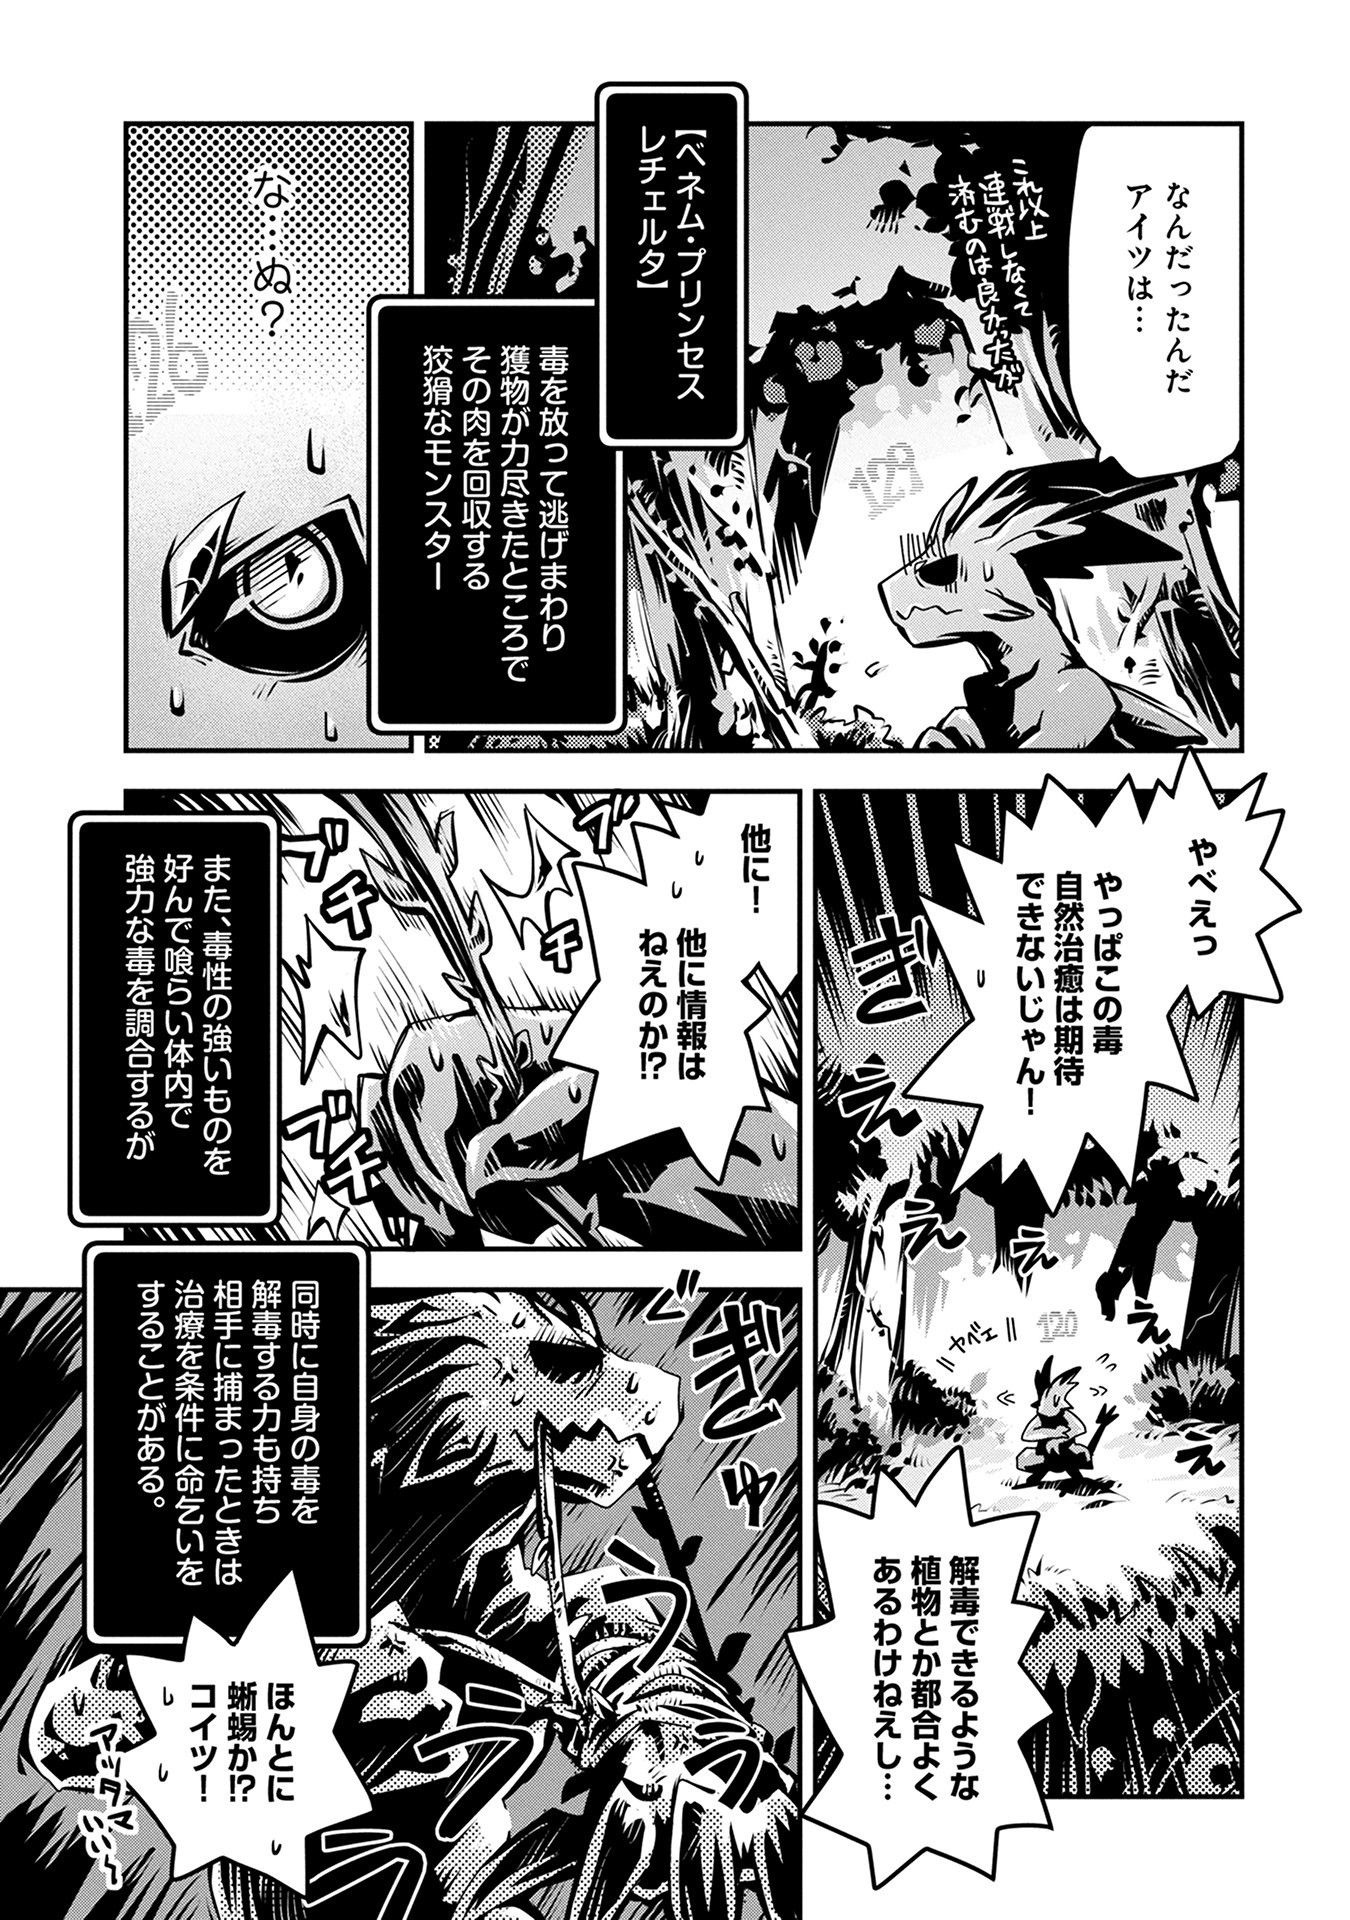 なんだったんだ
アイツは…
これ以上
連戦しなくて
済むのは良かったが
123
【ベネム・プリンセス
レチェルタ】
毒を放って逃げまわり
獲物が力尽きたところで
その肉を回収する
狡猾なモンスター
な…ぬ?
やべえっ
やっぱこの毒
自然治癒は期待
できないじゃん!
ぎえええええ
ヤベェ
120
解毒できるような
植物とか都合よく
あるわけねえし…
他に!
他に情報は
ねえのか!?
ブチ
ブチ
また、毒性の強いものを
好んで喰らい体内で
強力な毒を調合するが
同時に自身の毒を
解毒する力も持ち
相手に捕まったときは
治療を条件に命乞いを
することがある。
ぎゅ
うううう
ほんとに
蜥蜴か!?
コイツ!
アッタマ
いい〜